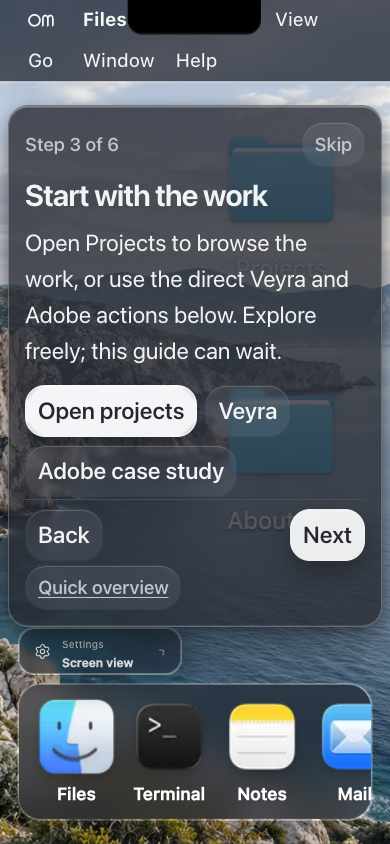 om Files View
Go Window Help
Step 3 of 6 Skip
Start with the work
Projects
Open Projects to browse the
work, or use the direct Veyra and
Adobe actions below. Explore
freely; this guide can wait.
Open projects Veyra
Adobe case study
About
Back Next
Quick overview
Settings
Screen view
>_
Files Terminal Notes Mail